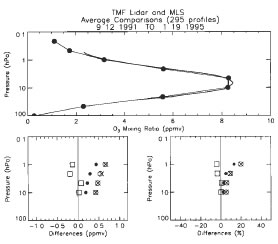 TMF Lidar and MLS
Average Comparisons (295 profiles)
9 12 1991 TO 1 19 1995
Pressure (hPa)
0 1
1
10
100
0 2 4 6 8 10
O₃ Mixing Ratio (ppmv)
Pressure (hPa)
0.1
1
10
100
-1.0 -0.5 0.0 0.5 1.0
Differences (ppmv)
Pressure (hPa)
0.1
1
10
100
-40 -20 0 20 40
Differences (%)